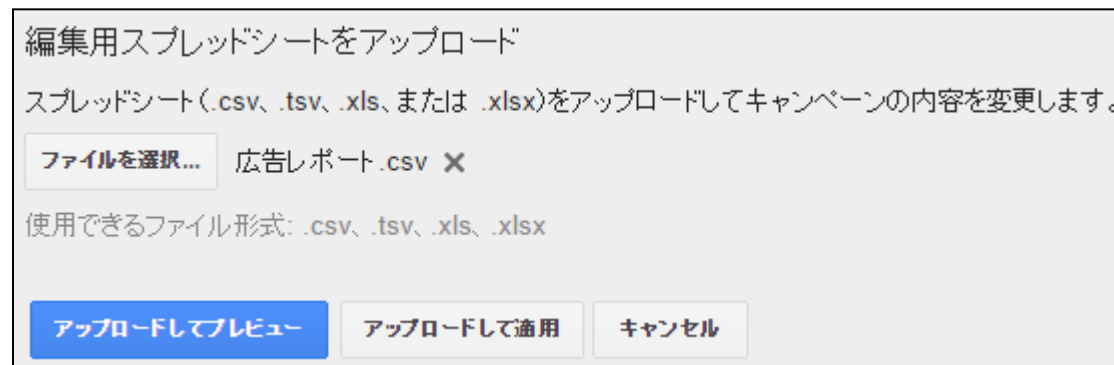 編集用スプレッドシートをアップロード
スプレッドシート(.csv、.tsv、.xls、または .xlsx)をアップロードしてキャンペーンの内容を変更します。
ファイルを選択... 広告レポート.csv ×
使用できるファイル形式: .csv、.tsv、.xls、.xlsx
アップロードしてプレビュー アップロードして適用 キャンセル